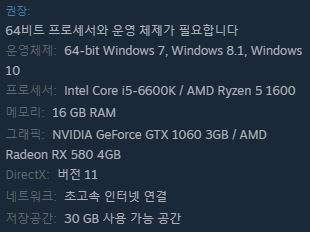 권장:
64비트 프로세서와 운영 체제가 필요합니다
운영체제: 64-bit Windows 7, Windows 8.1, Windows
10
프로세서: Intel Core i5-6600K / AMD Ryzen 5 1600
메모리: 16 GB RAM
그래픽: NVIDIA GeForce GTX 1060 3GB / AMD
Radeon RX 580 4GB
DirectX: 버전 11
네트워크: 초고속 인터넷 연결
저장공간: 30 GB 사용 가능 공간